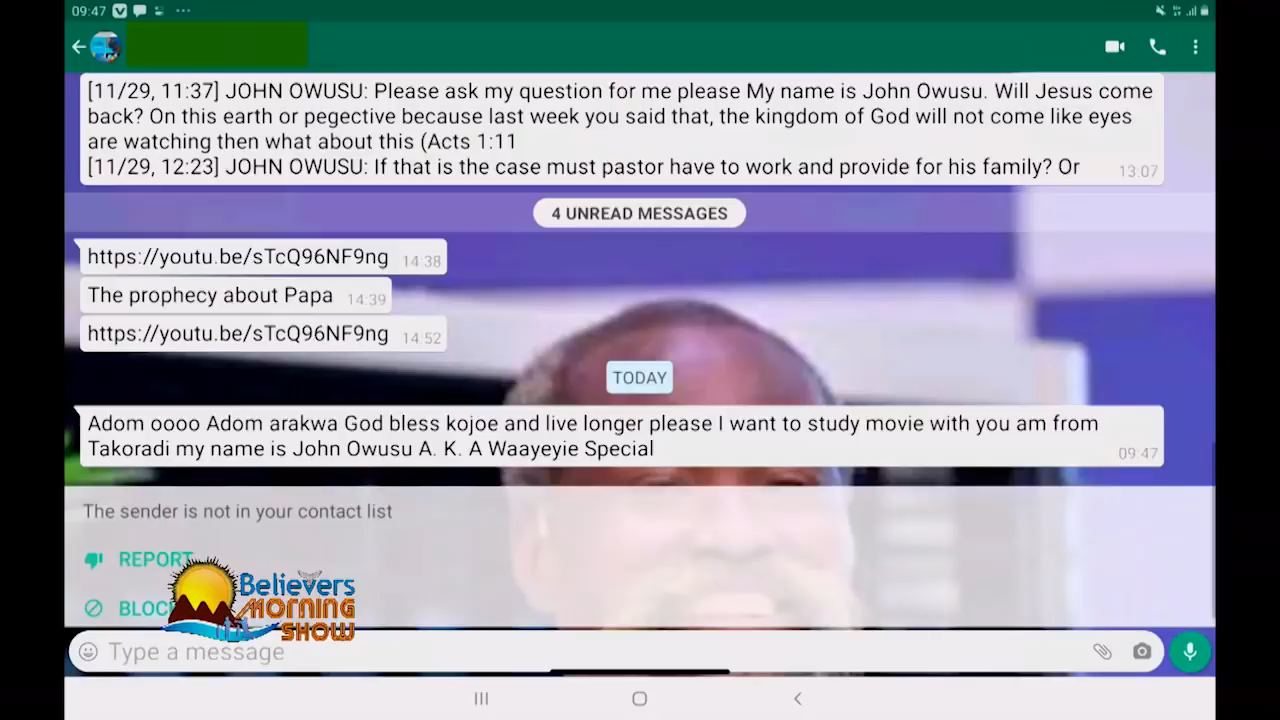 09:47
[11/29, 11:37] JOHN OWUSU: Please ask my question for me please My name is John Owusu. Will Jesus come
back? On this earth or pegective because last week you said that, the kingdom of God will not come like eyes
are watching then what about this (Acts 1:11
[11/29, 12:23] JOHN OWUSU: If that is the case must pastor have to work and provide for his family? Or
13:07
4 UNREAD MESSAGES
https://youtu.be/sTcQ96NF9ng 14:38
The prophecy about Papa 14:39
https://youtu.be/sTcQ96NF9ng 14:52
TODAY
Adom oooo Adom arakwa God bless kojoe and live longer please I want to study movie with you am from
Takoradi my name is John Owusu A. K. A Waayeyie Special
09:47
The sender is not in your contact list
REPORT
BLOC
Believers
MORNING
SHOW
Type a message